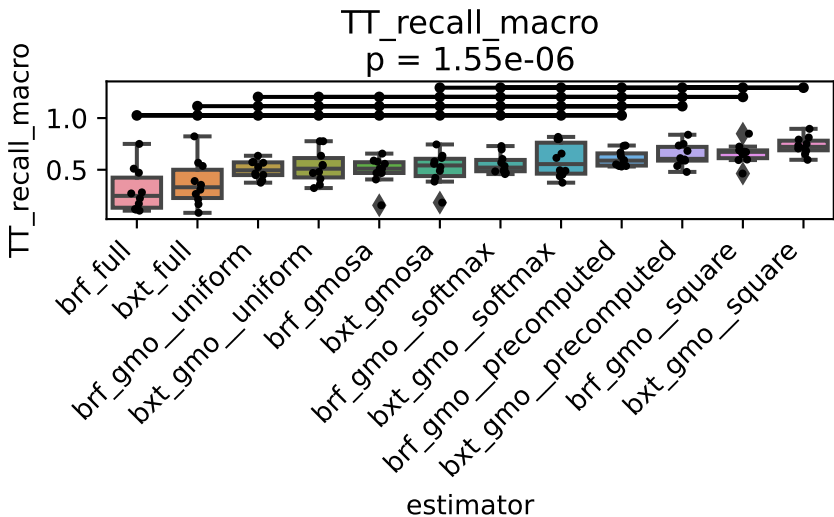 TT_recall_macro
p = 1.55e-06
TT_recall_macro
1.0
0.5
brf_full
bxt_full
brf_gmo__uniform
bxt_gmo__uniform
brf_gmosa
bxt_gmosa
brf_gmo__softmax
bxt_gmo__softmax
brf_gmo__precomputed
bxt_gmo__precomputed
brf_gmo__square
bxt_gmo__square
estimator